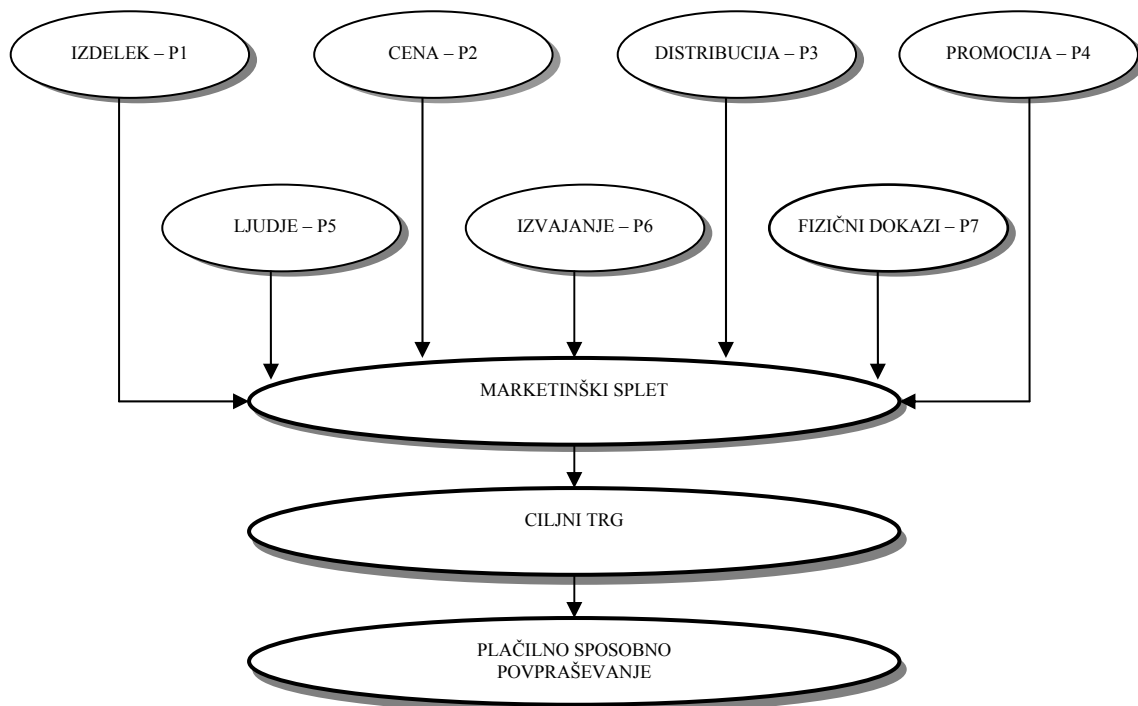 IZDELEK – P1
CENA – P2
DISTRIBUCIJA – P3
PROMOCIJA – P4
LJUDJE – P5
IZVAJANJE – P6
FIZIČNI DOKAZI – P7
MARKETINŠKI SPLET
CILJNI TRG
PLAČILNO SPOSOBNO
POVPRAŠEVANJE